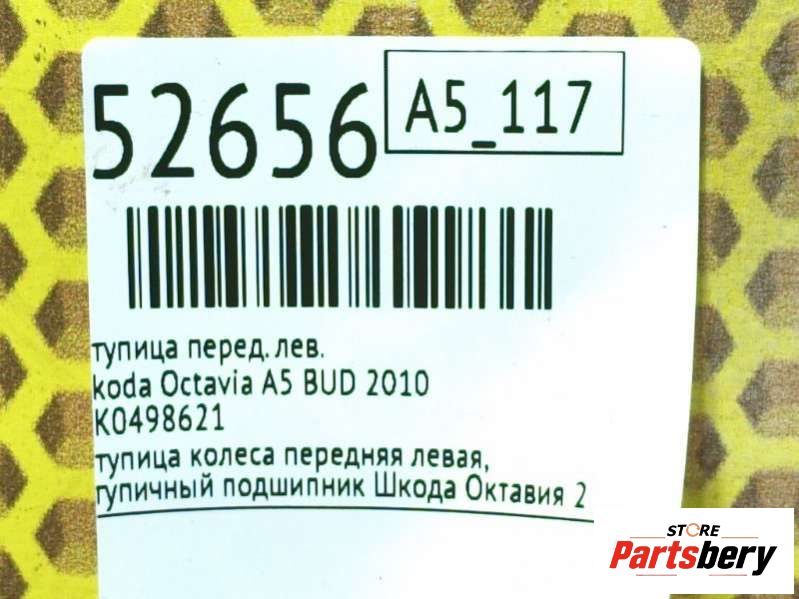 52656
A5_117
тупица перед. лев.
koda Octavia A5 BUD 2010
K0498621
тупица колеса передняя левая,
тупичный подшипник Шкода Октавия 2
STORE
Partsbery